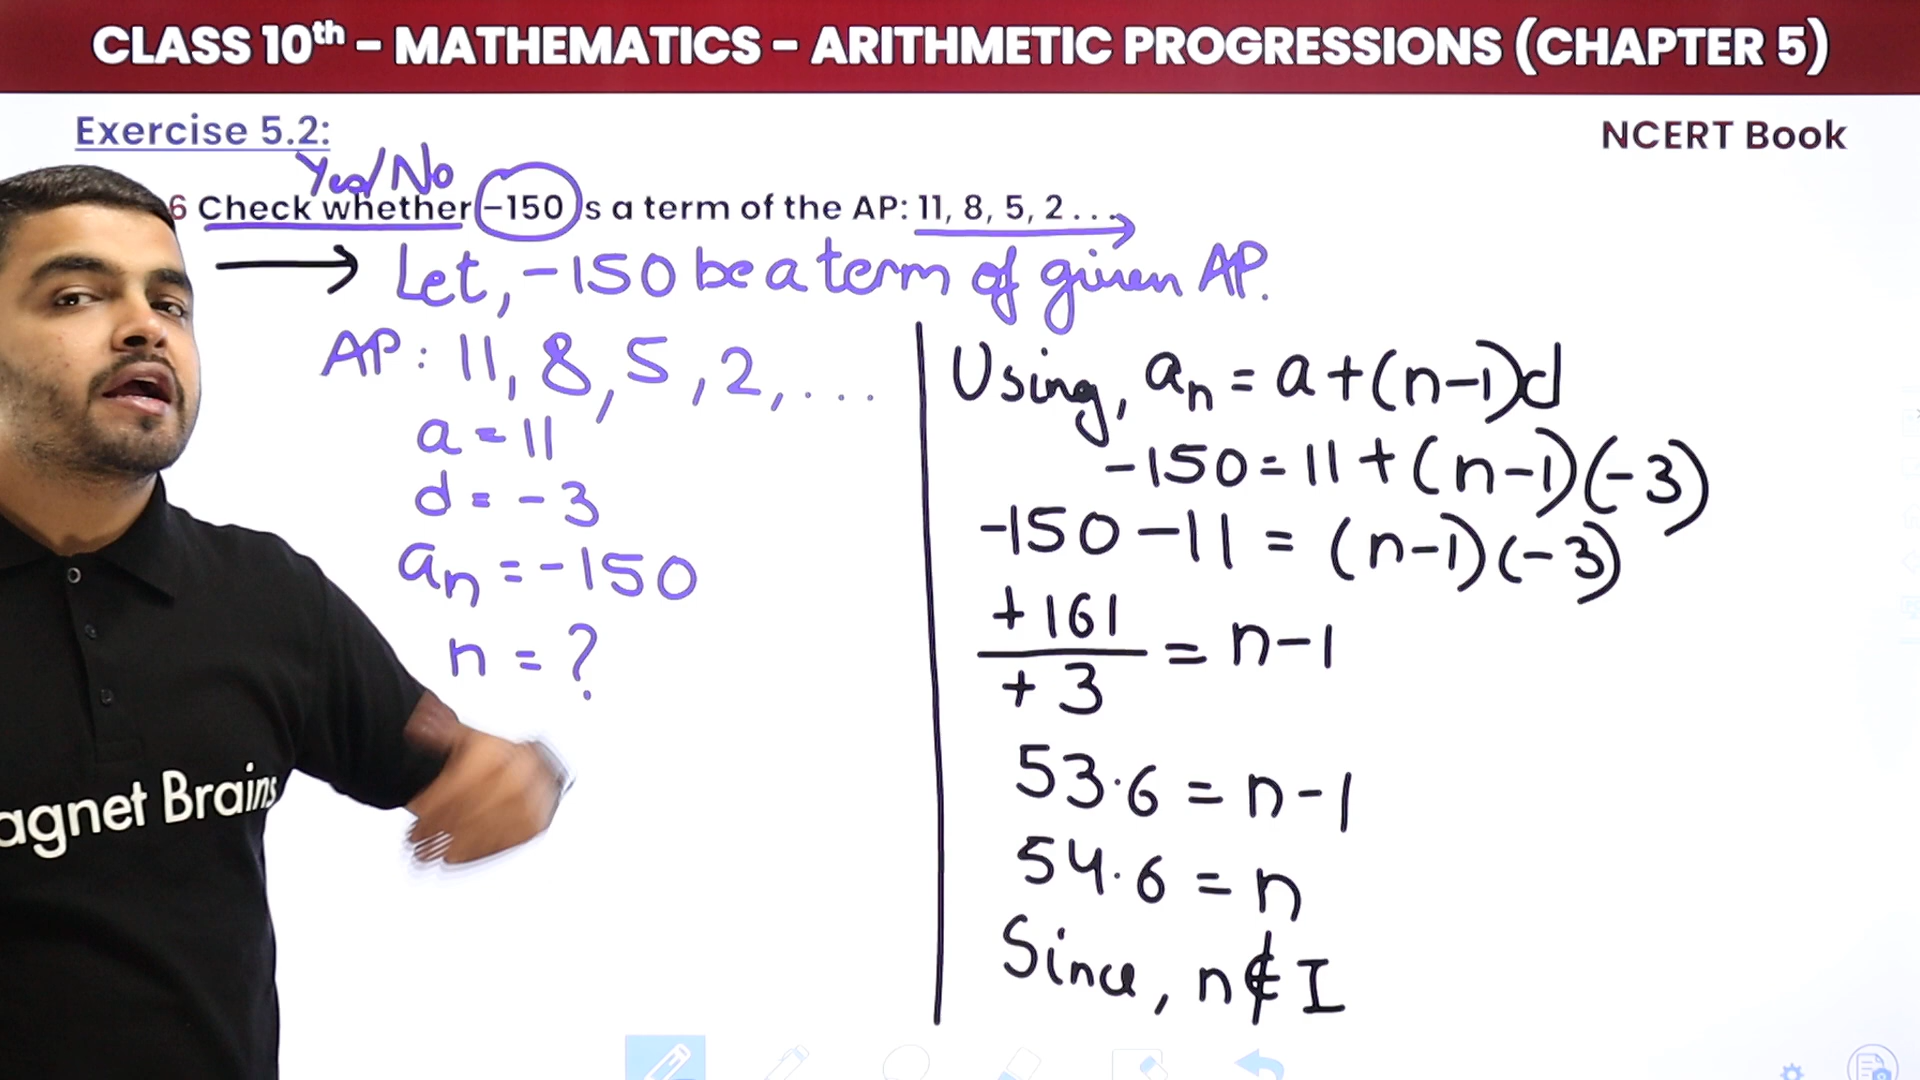 CLASS 10th – MATHEMATICS – ARITHMETIC PROGRESSIONS (CHAPTER 5)
Exercise 5.2:
NCERT Book
Yes/No
6 Check whether –150 s a term of the AP: 11, 8, 5, 2 . . .
Let, -150 be a term of given AP.
AP : 11, 8, 5, 2, . . .
a = 11
d = - 3
an = -150
n = ?
Using, an = a + (n-1)d
-150 = 11 + (n-1)(-3)
-150 - 11 = (n-1)(-3)
+ 161 / + 3 = n - 1
53.6 = n - 1
54.6 = n
Since, n ∉ I
agnet Brains